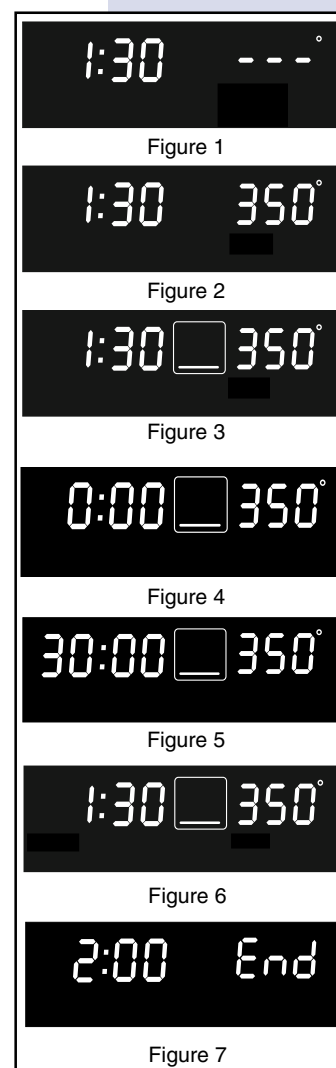 1:30 ---°
Figure 1
1:30 350°
Figure 2
1:30 350°
Figure 3
0:00 350°
Figure 4
30:00 350°
Figure 5
1:30 350°
Figure 6
2:00 End
Figure 7